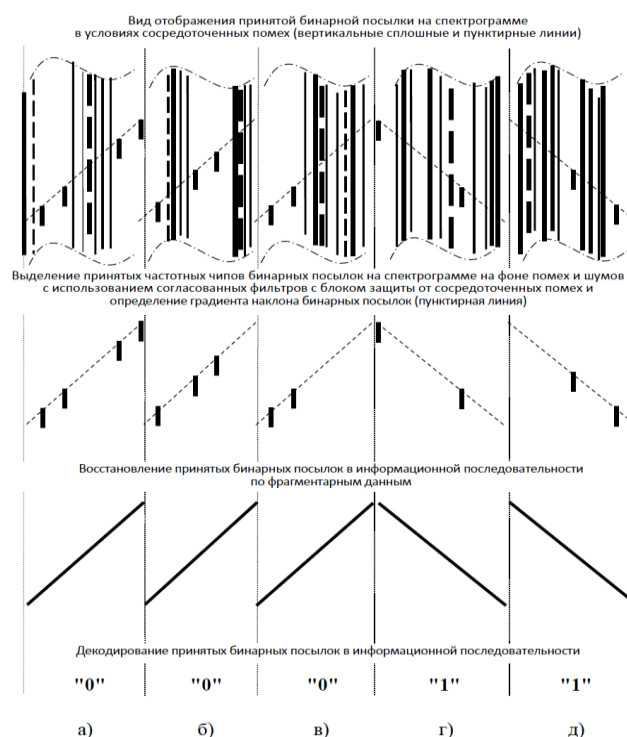 Вид отображения принятой бинарной посылки на спектрограмме
в условиях сосредоточенных помех (вертикальные сплошные и пунктирные линии)
Выделение принятых частотных чипов бинарных посылок на спектрограмме на фоне помех и шумов
с использованием согласованных фильтров с блоком защиты от сосредоточенных помех и
определение градиента наклона бинарных посылок (пунктирная линия)
Восстановление принятых бинарных посылок в информационной последовательности
по фрагментарным данным
Декодирование принятых бинарных посылок в информационной последовательности
"0" "0" "0" "1" "1"
а) б) в) г) д)